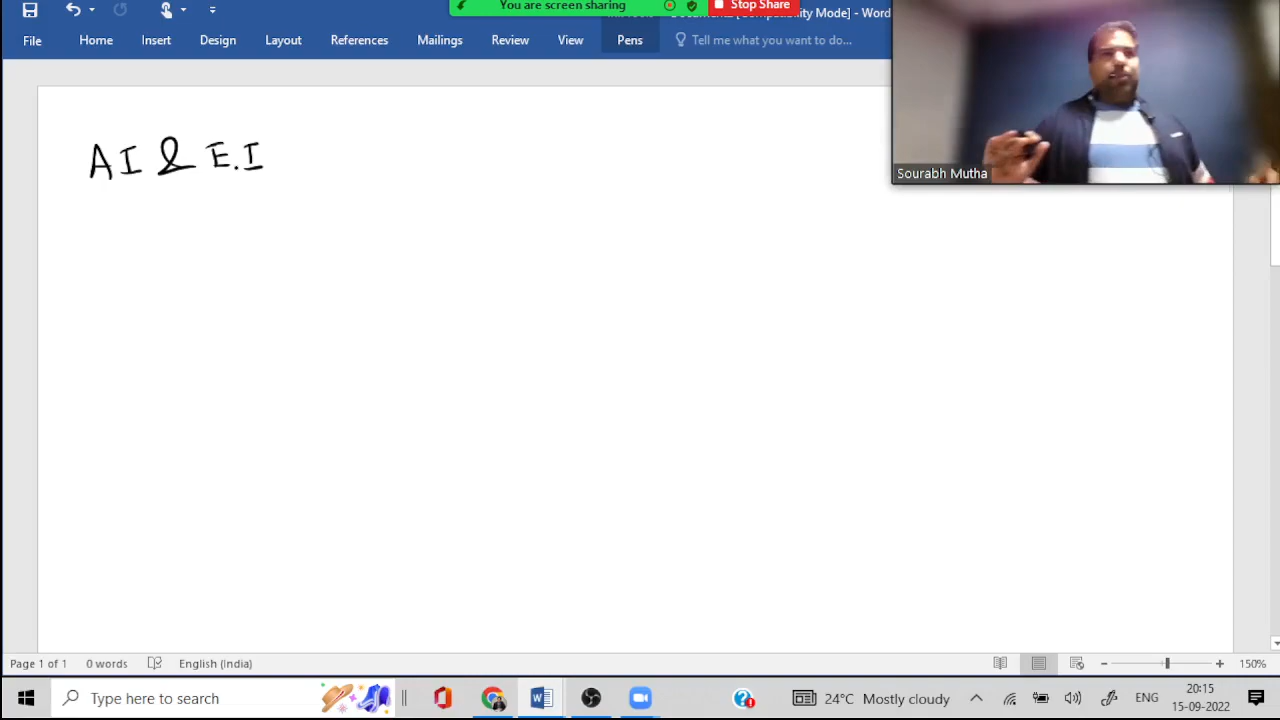 You are screen sharing
Stop Share
Word
File
Home
Insert
Design
Layout
References
Mailings
Review
View
Pens
Tell me what you want to do...
Sourabh Mutha
AI & E.I
Page 1 of 1
0 words
English (India)
150%
Type here to search
24°C Mostly cloudy
ENG
20:15
15-09-2022